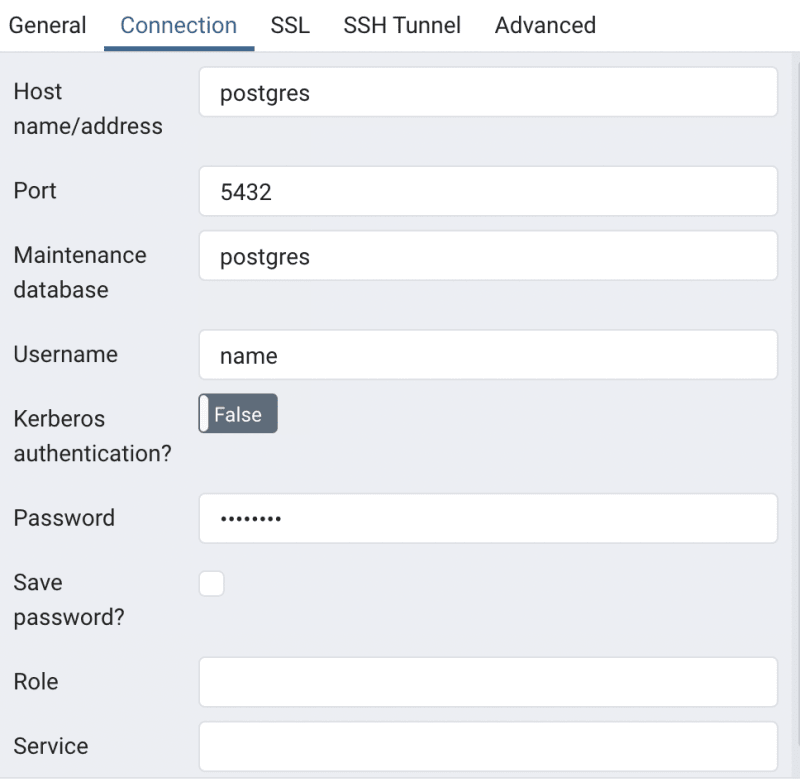 General Connection SSL SSH Tunnel Advanced
Host name/address
postgres
Port
5432
Maintenance database
postgres
Username
name
Kerberos authentication?
False
Password
••••••••
Save password?
Role
Service